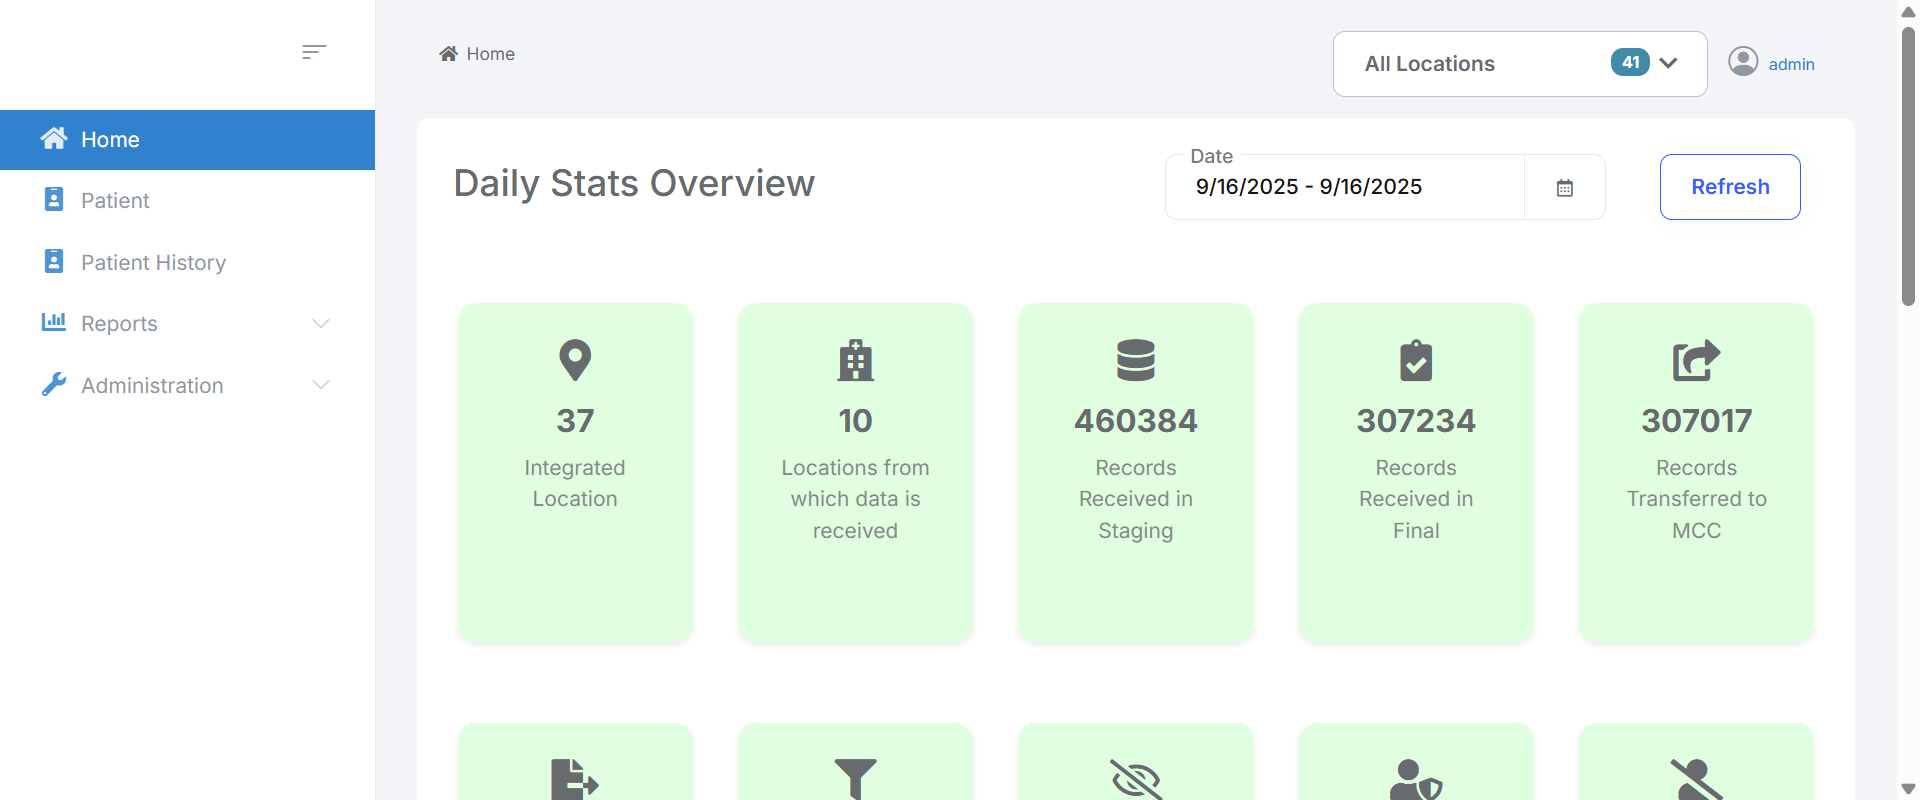 Home
All Locations 41
admin
Home
Patient
Patient History
Reports
Administration
Daily Stats Overview
Date
9/16/2025 - 9/16/2025
Refresh
37
Integrated
Location
10
Locations from
which data is
received
460384
Records
Received in
Staging
307234
Records
Received in
Final
307017
Records
Transferred to
MCC